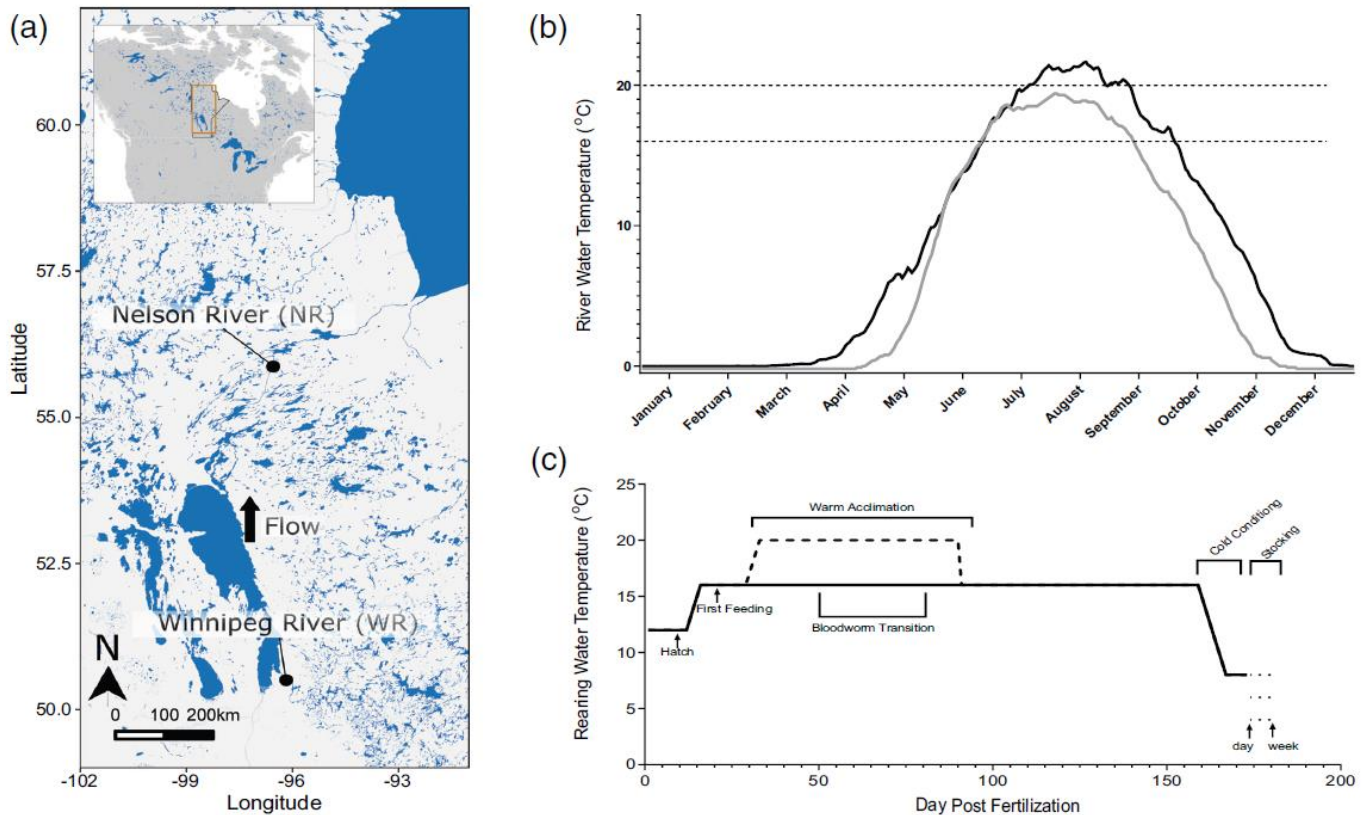 (a)
60.0
57.5
55.0
52.5
50.0
Latitude
Nelson River (NR)
Flow
Winnipeg River (WR)
N
0 100 200km
-102 -99 -96 -93
Longitude
(b)
River Water Temperature (°C)
20
10
0
January
February
March
April
May
June
July
August
September
October
November
December
(c)
Rearing Water Temperature (°C)
25
20
15
10
5
0
Warm Acclimation
Cold Conditiong
Stocking
First Feeding
Bloodworm Transition
Hatch
day week
0 50 100 150 200
Day Post Fertilization